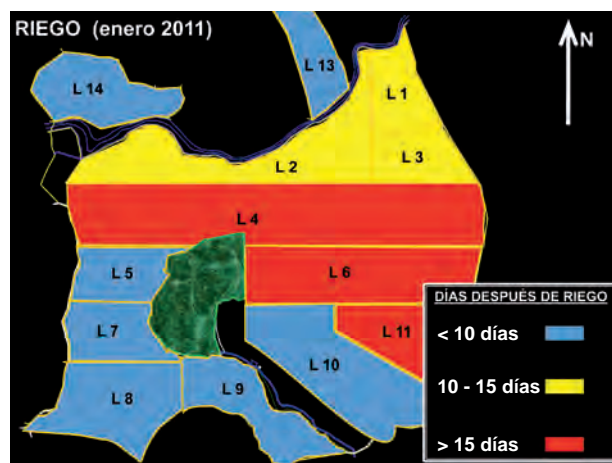 RIEGO (enero 2011)
N
L 13
L 14
L 1
L 2
L 3
L 4
L 5
L 6
L 7
L 11
L 10
L 8
L 9
DÍAS DESPUÉS DE RIEGO
< 10 días
10 - 15 días
> 15 días